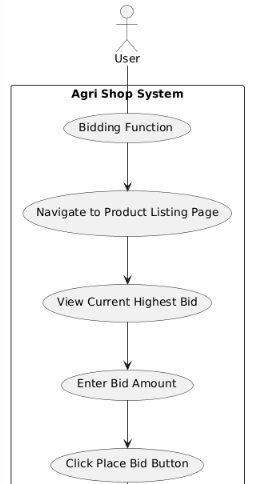 User
Agri Shop System
Bidding Function
Navigate to Product Listing Page
View Current Highest Bid
Enter Bid Amount
Click Place Bid Button